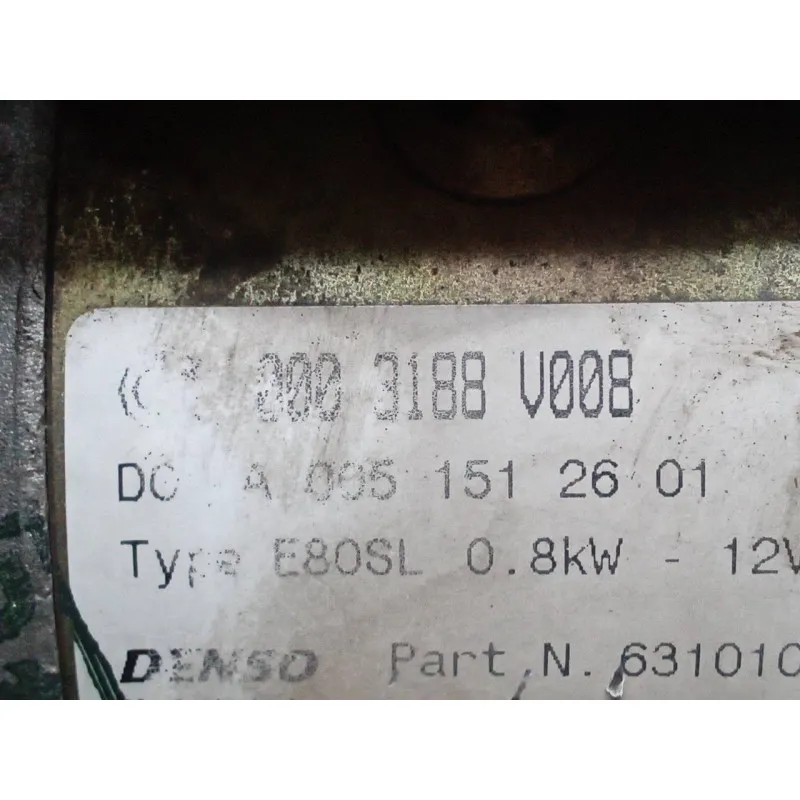 000 3188 V008
DC A 005 151 26 01
Type E80SL 0.8kW - 12V
DENSO Part.N. 631010